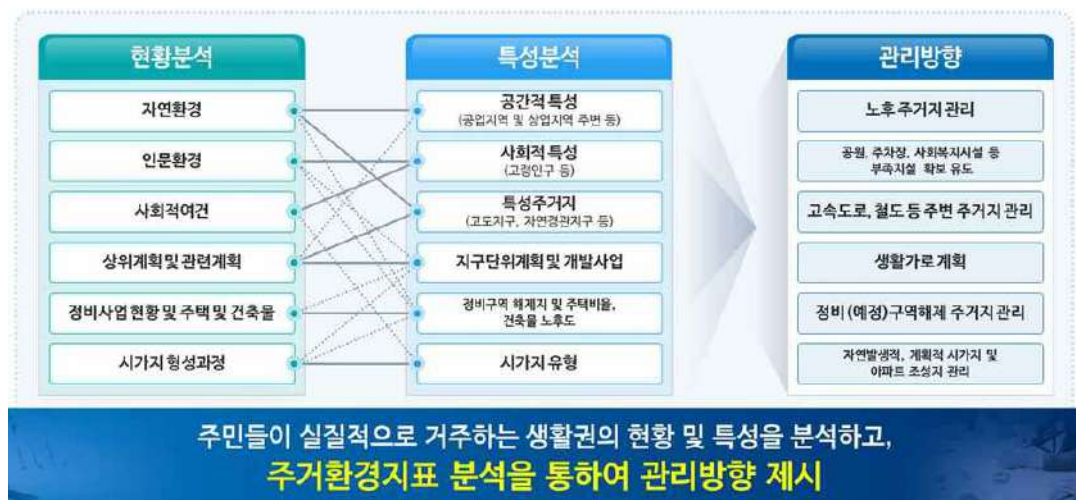 현황분석
자연환경
인문환경
사회적여건
상위계획및관련계획
정비사업현황 및 주택 및 건축물
시가지 형성과정
특성분석
공간적 특성
(공업지역 및 상업지역 주변 등)
사회적 특성
(고령인구 등)
특성주거지
(고도지구, 자연경관지구 등)
지구단위계획 및 개발사업
정비구역 해제지 및 주택비율,
건축물 노후도
시가지 유형
관리방향
노후 주거지 관리
공원, 주차장, 사회복지시설 등
부족시설 확보 유도
고속도로, 철도 등 주변 주거지 관리
생활가로 계획
정비 (예정)구역해제 주거지 관리
자연발생적, 계획적 시가지 및
아파트 조성지 관리
주민들이 실질적으로 거주하는 생활권의 현황 및 특성을 분석하고,
주거환경지표 분석을 통하여 관리방향 제시